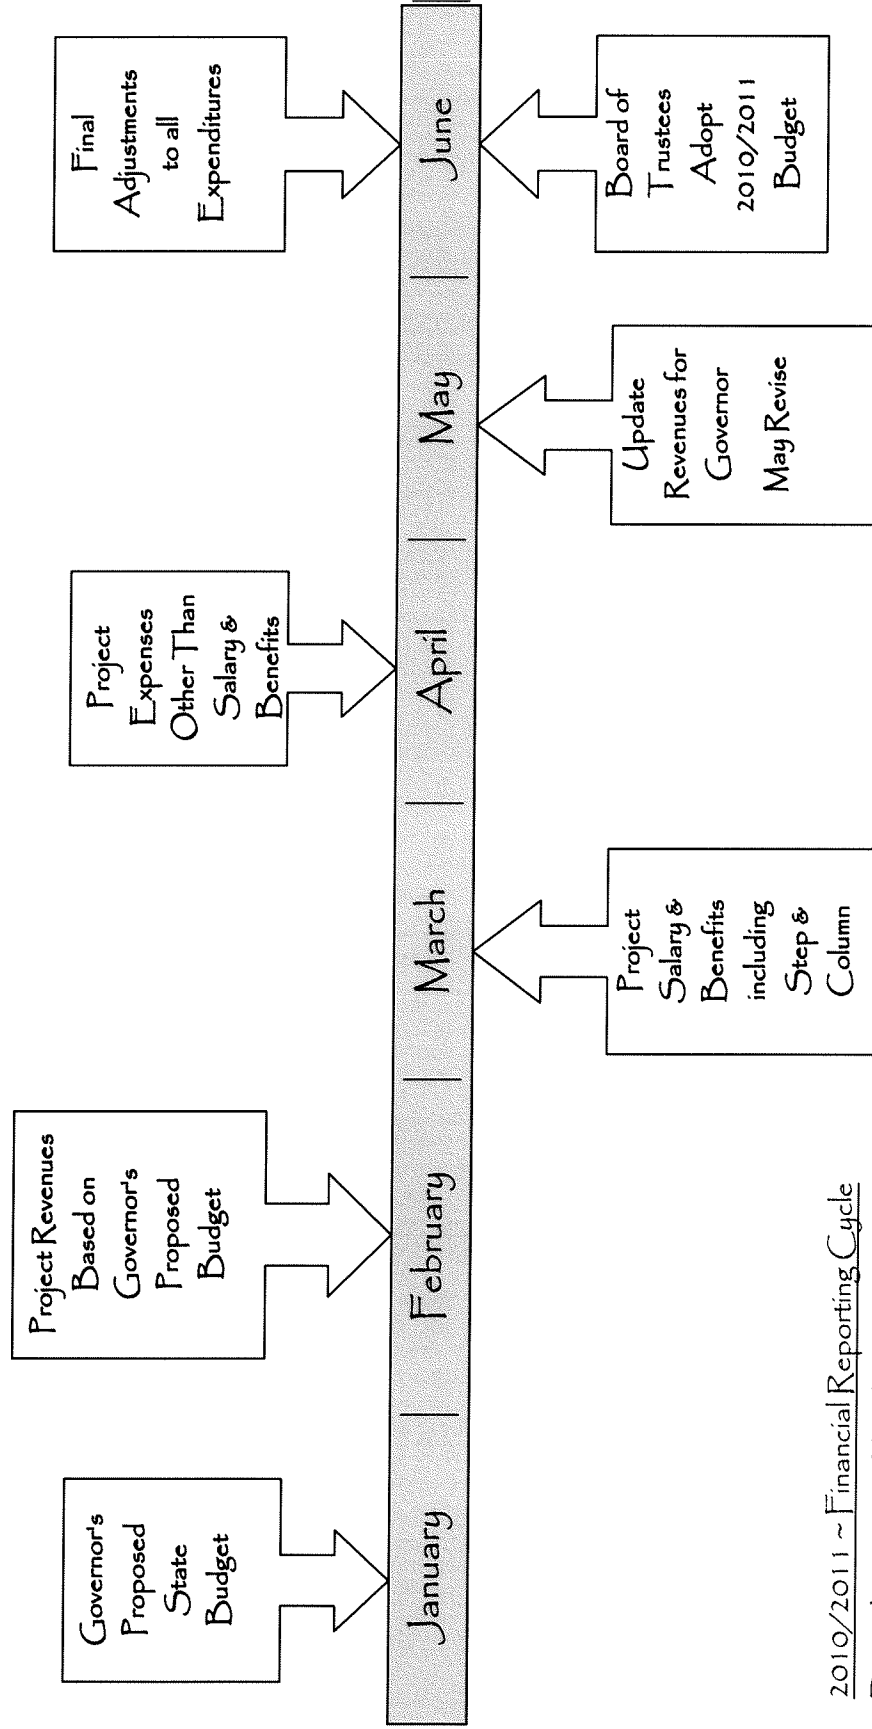 Governor's
Proposed
State
Budget
Project Revenues
Based on
Governor's
Proposed
Budget
Project
Expenses
Other Than
Salary &
Benefits
Final
Adjustments
to all
Expenditures
January
February
March
April
May
June
Project
Salary &
Benefits
including
Step &
Column
Update
Revenues for
Governor
May Revise
Board of
Trustees
Adopt
2010/2011
Budget
2010/2011 ~ Financial Reporting Cycle